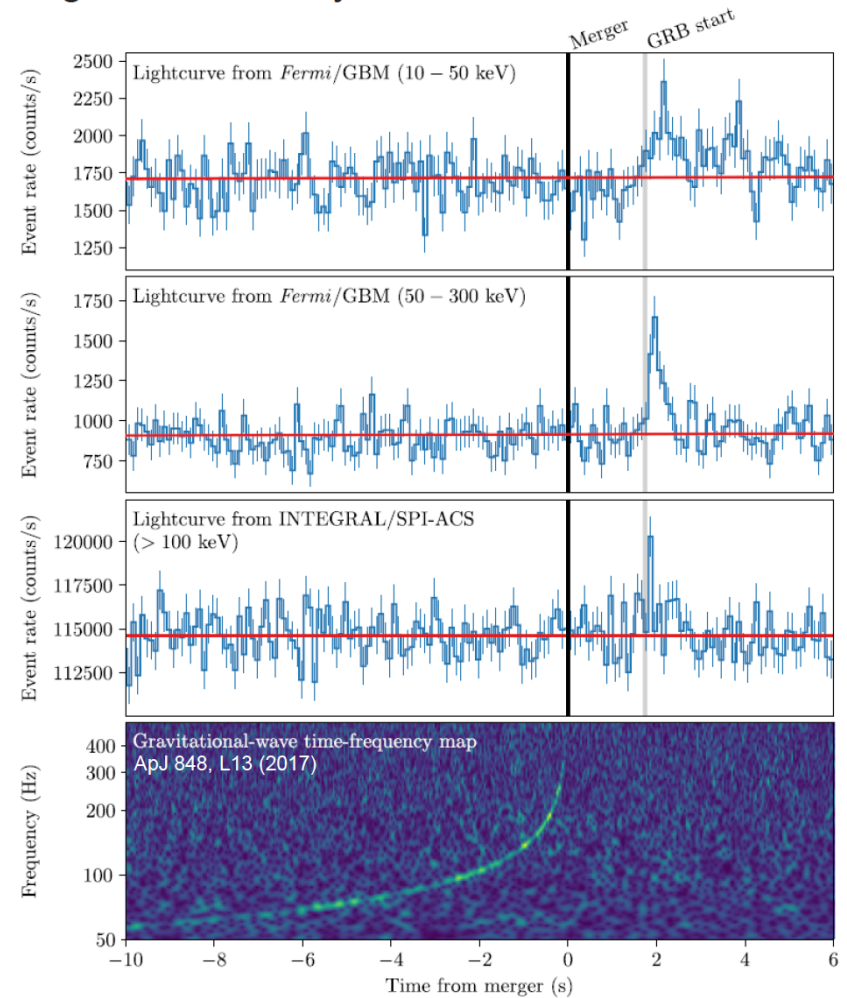 Merger
GRB start
Lightcurve from Fermi/GBM (10 − 50 keV)
Event rate (counts/s)
2500
2250
2000
1750
1500
1250
Lightcurve from Fermi/GBM (50 − 300 keV)
Event rate (counts/s)
1750
1500
1250
1000
750
Lightcurve from INTEGRAL/SPI-ACS
(> 100 keV)
Event rate (counts/s)
120000
117500
115000
112500
Gravitational-wave time-frequency map
ApJ 848, L13 (2017)
Frequency (Hz)
400
300
200
100
50
−10 −8 −6 −4 −2 0 2 4 6
Time from merger (s)